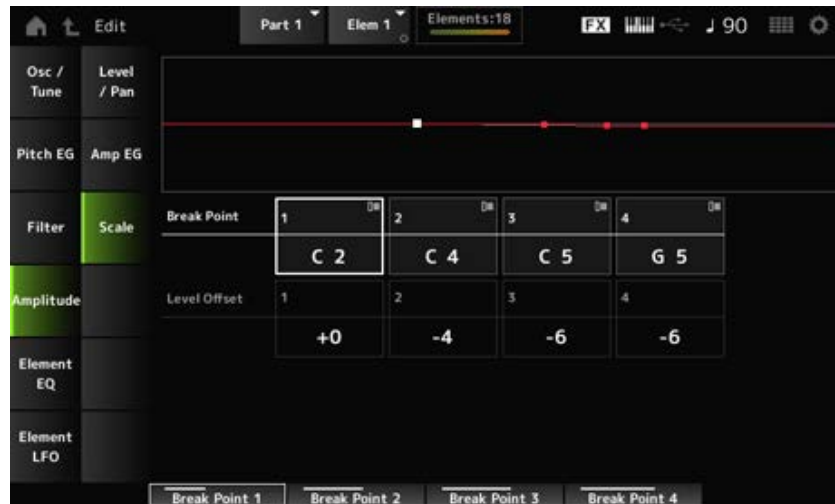 Edit
Part 1
Elem 1
Elements:18
FX
♩ 90
Osc /
Tune
Level
/ Pan
Pitch EG
Amp EG
Filter
Scale
Amplitude
Element
EQ
Element
LFO
Break Point
1
2
3
4
C 2
C 4
C 5
G 5
Level Offset
1
2
3
4
+0
-4
-6
-6
Break Point 1
Break Point 2
Break Point 3
Break Point 4